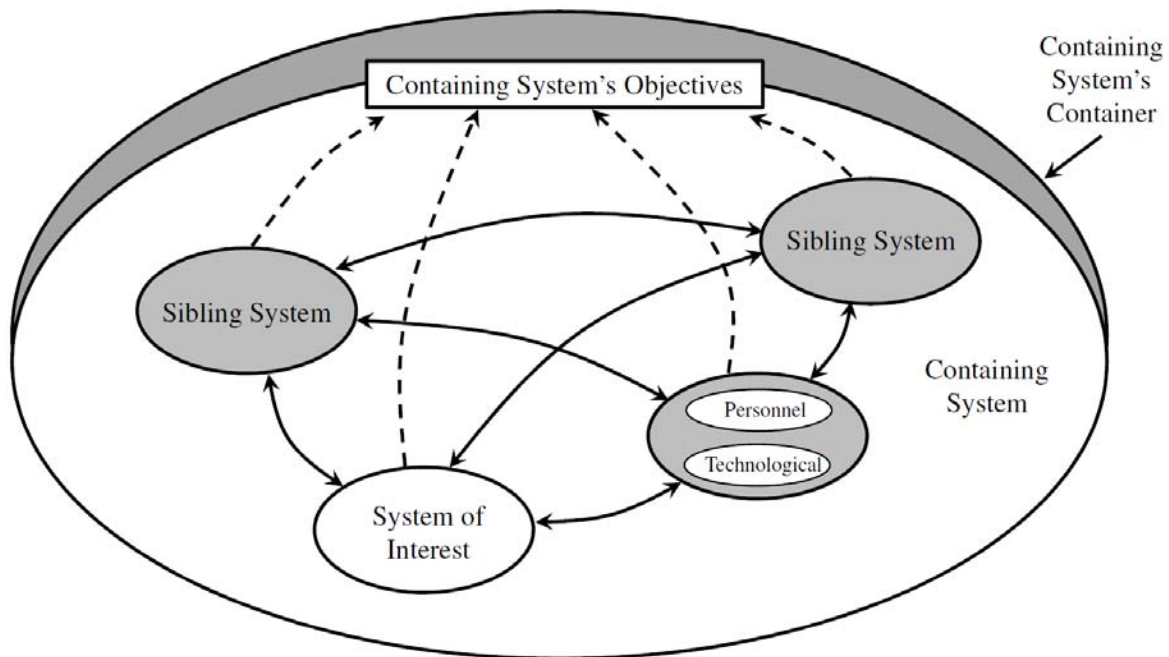 Containing System's Objectives
Containing
System's
Container
Sibling System
Sibling System
Containing
System
Personnel
Technological
System of
Interest